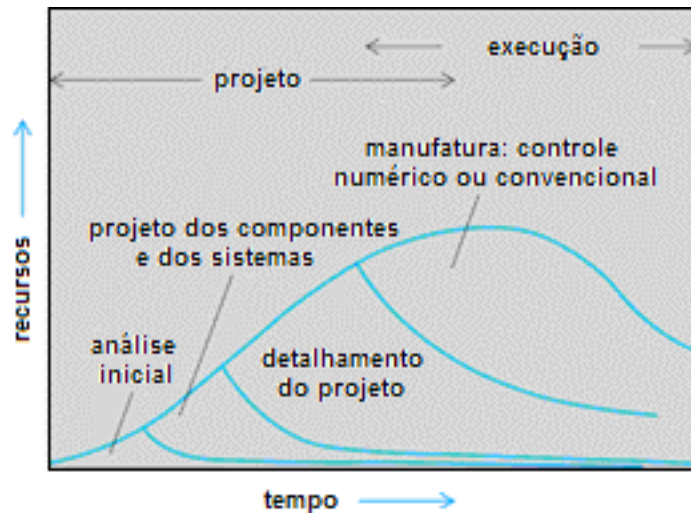 execução
projeto
manufatura: controle
numérico ou convencional
projeto dos componentes
e dos sistemas
análise
inicial
detalhamento
do projeto
recursos
tempo